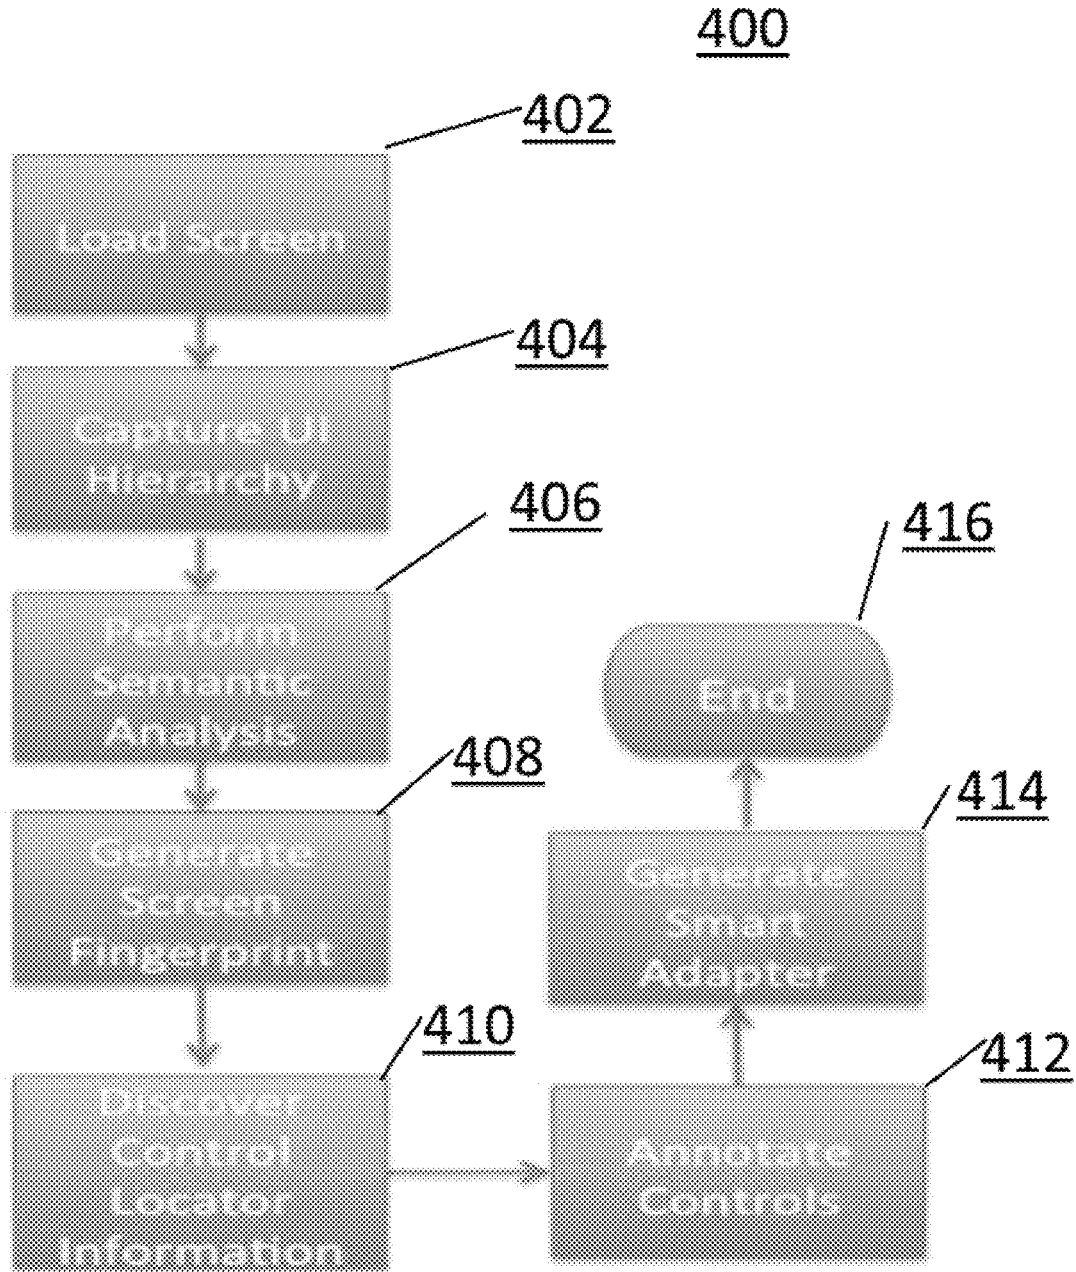 400
402
Load Screen
404
Capture UI
Hierarchy
406
Perform
Semantic
Analysis
408
Generate
Screen
Fingerprint
410
Discover
Control
Locator
Information
412
Annotate
Controls
414
Generate
Smart
Adapter
416
End